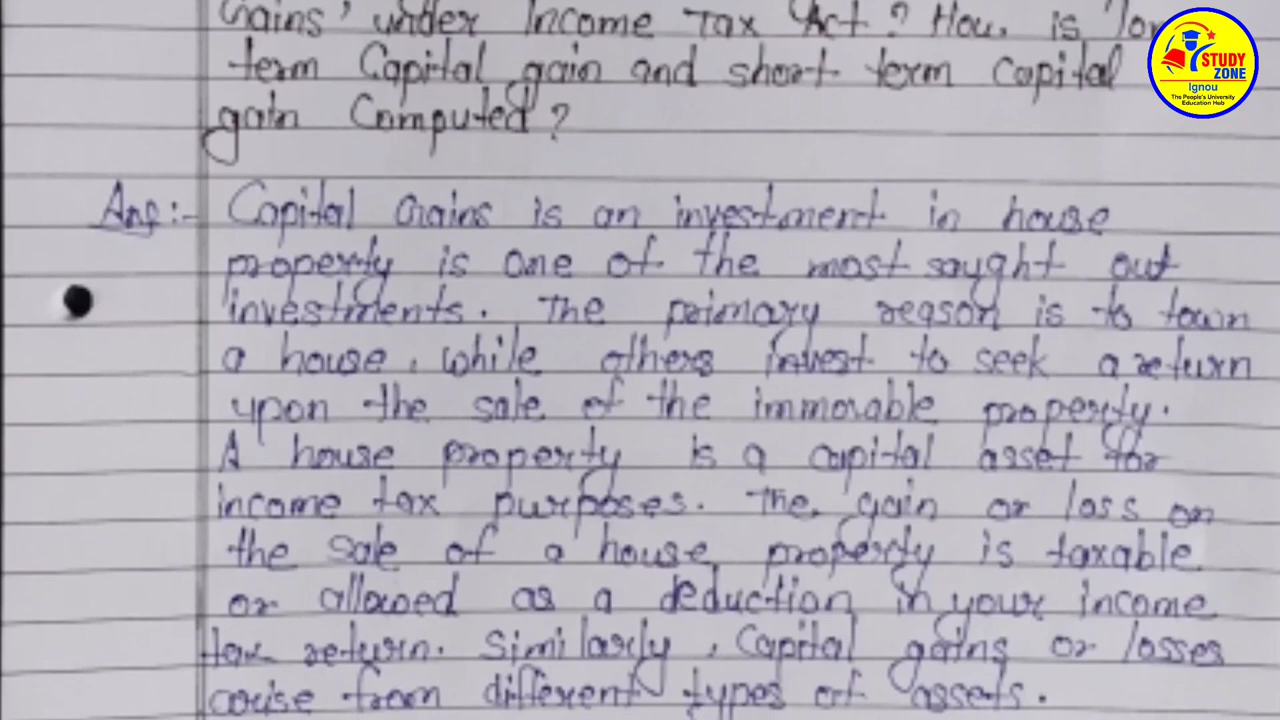 Gains' under Income Tax Act? How is long
term Capital gain and short term capital
gain Computed?
Ans:- Capital Gains is an investment in house
property is one of the most sought out
investments. The primary reason is to town
a house, while others invest to seek a return
upon the sale of the immovable property.
A house property is a capital asset for
income tax purposes. The gain or loss on
the sale of a house property is taxable
or allowed as a deduction in your income
tax return. Similarly, Capital gains or losses
arise from different types of assets.
STUDY
ZONE
Ignou
The People's University
Education Hub